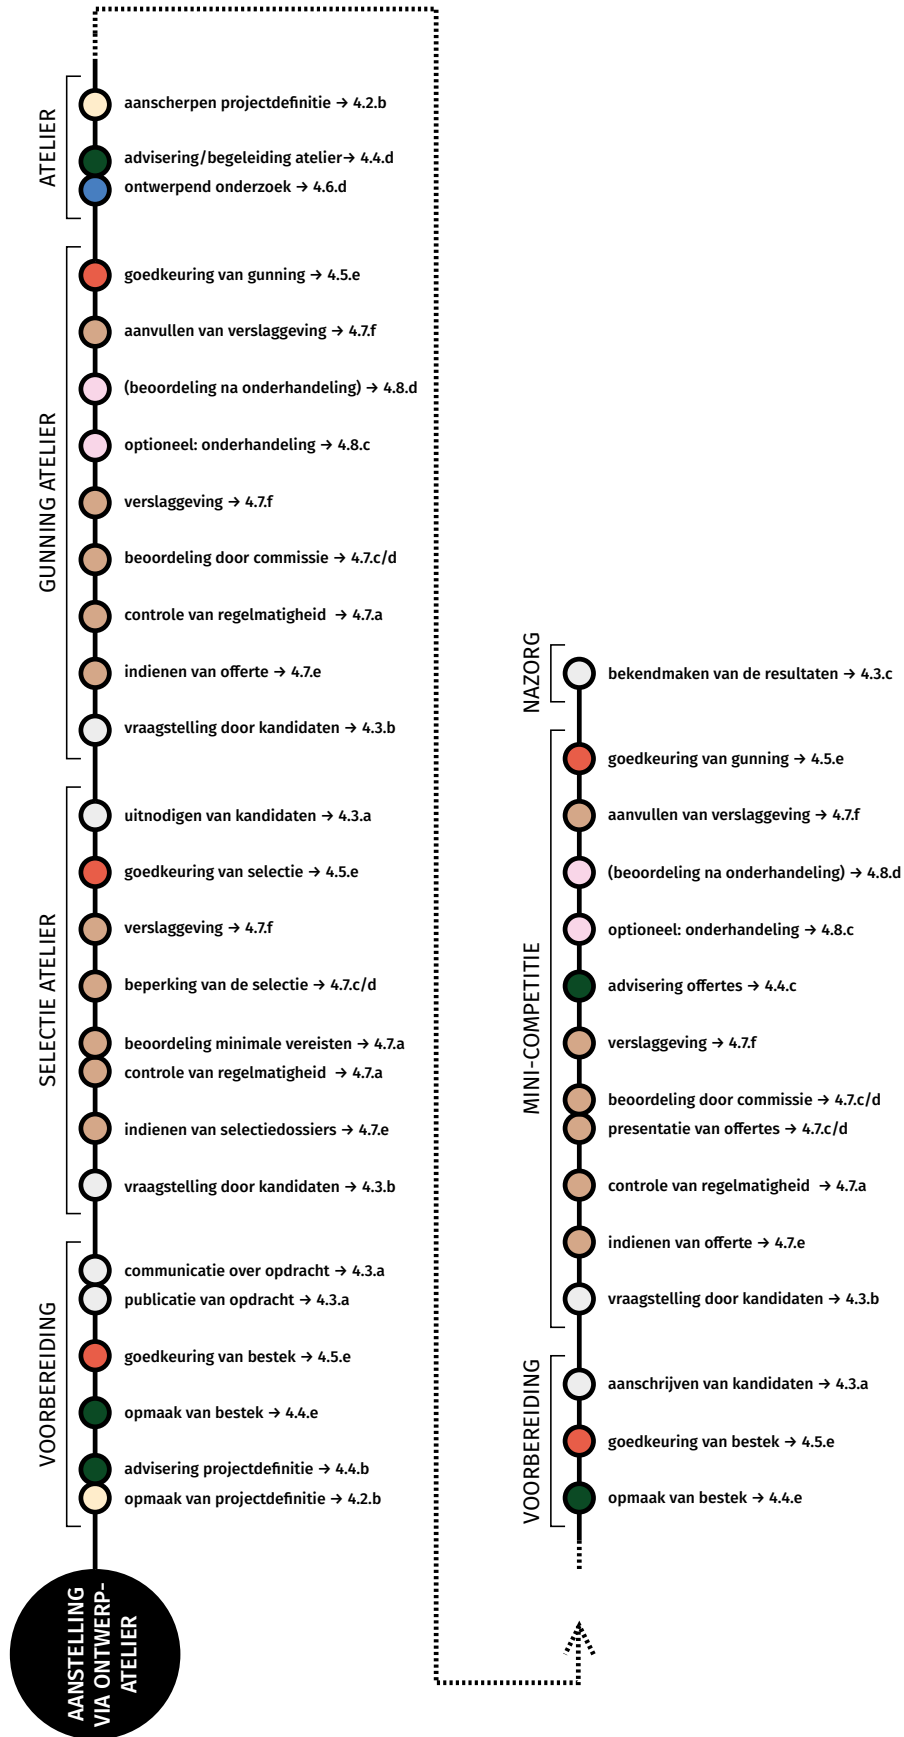 ATELIER
aanscherpen projectdefinitie → 4.2.b
advisering/begeleiding atelier→ 4.4.d
ontwerpend onderzoek → 4.6.d
GUNNING ATELIER
goedkeuring van gunning → 4.5.e
aanvullen van verslaggeving → 4.7.f
(beoordeling na onderhandeling) → 4.8.d
optioneel: onderhandeling → 4.8.c
verslaggeving → 4.7.f
beoordeling door commissie → 4.7.c/d
controle van regelmatigheid → 4.7.a
indienen van offerte → 4.7.e
vraagstelling door kandidaten → 4.3.b
SELECTIE ATELIER
uitnodigen van kandidaten → 4.3.a
goedkeuring van selectie → 4.5.e
verslaggeving → 4.7.f
beperking van de selectie → 4.7.c/d
beoordeling minimale vereisten → 4.7.a
controle van regelmatigheid → 4.7.a
indienen van selectiedossiers → 4.7.e
vraagstelling door kandidaten → 4.3.b
VOORBEREIDING
communicatie over opdracht → 4.3.a
publicatie van opdracht → 4.3.a
goedkeuring van bestek → 4.5.e
opmaak van bestek → 4.4.e
advisering projectdefinitie → 4.4.b
opmaak van projectdefinitie → 4.2.b
AANSTELLING
VIA ONTWERP-
ATELIER
NAZORG
bekendmaken van de resultaten → 4.3.c
MINI-COMPETITIE
goedkeuring van gunning → 4.5.e
aanvullen van verslaggeving → 4.7.f
(beoordeling na onderhandeling) → 4.8.d
optioneel: onderhandeling → 4.8.c
advisering offertes → 4.4.c
verslaggeving → 4.7.f
beoordeling door commissie → 4.7.c/d
presentatie van offertes → 4.7.c/d
controle van regelmatigheid → 4.7.a
indienen van offerte → 4.7.e
vraagstelling door kandidaten → 4.3.b
VOORBEREIDING
aanschrijven van kandidaten → 4.3.a
goedkeuring van bestek → 4.5.e
opmaak van bestek → 4.4.e